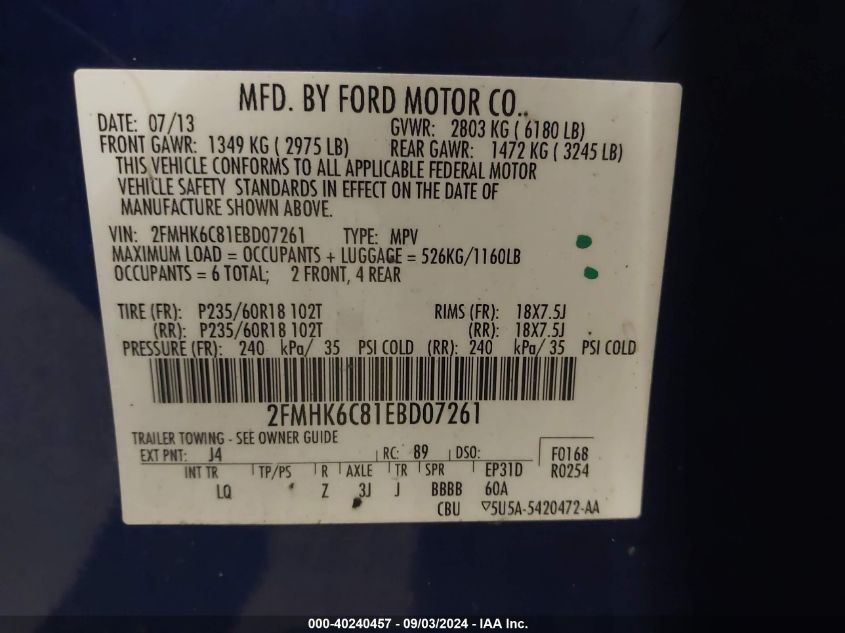 MFD. BY FORD MOTOR CO.
DATE: 07/13 GVWR: 2803 KG ( 6180 LB)
FRONT GAWR: 1349 KG ( 2975 LB) REAR GAWR: 1472 KG ( 3245 LB)
THIS VEHICLE CONFORMS TO ALL APPLICABLE FEDERAL MOTOR
VEHICLE SAFETY STANDARDS IN EFFECT ON THE DATE OF
MANUFACTURE SHOWN ABOVE.
VIN: 2FMHK6C81EBD07261 TYPE: MPV
MAXIMUM LOAD = OCCUPANTS + LUGGAGE = 526KG/1160LB
OCCUPANTS = 6 TOTAL; 2 FRONT, 4 REAR
TIRE (FR): P235/60R18 102T RIMS (FR): 18X7.5J
(RR): P235/60R18 102T (RR): 18X7.5J
PRESSURE (FR): 240 kPa/ 35 PSI COLD (RR): 240 kPa/ 35 PSI COLD
2FMHK6C81EBD07261
TRAILER TOWING - SEE OWNER GUIDE
EXT PNT: J4 RC: 89 DSO: F0168
INT TR TP/PS R AXLE TR SPR EP31D R0254
LQ Z 3J J BBBB 60A
CBU ▽5U5A-5420472-AA
000-40240457 - 09/03/2024 - IAA Inc.